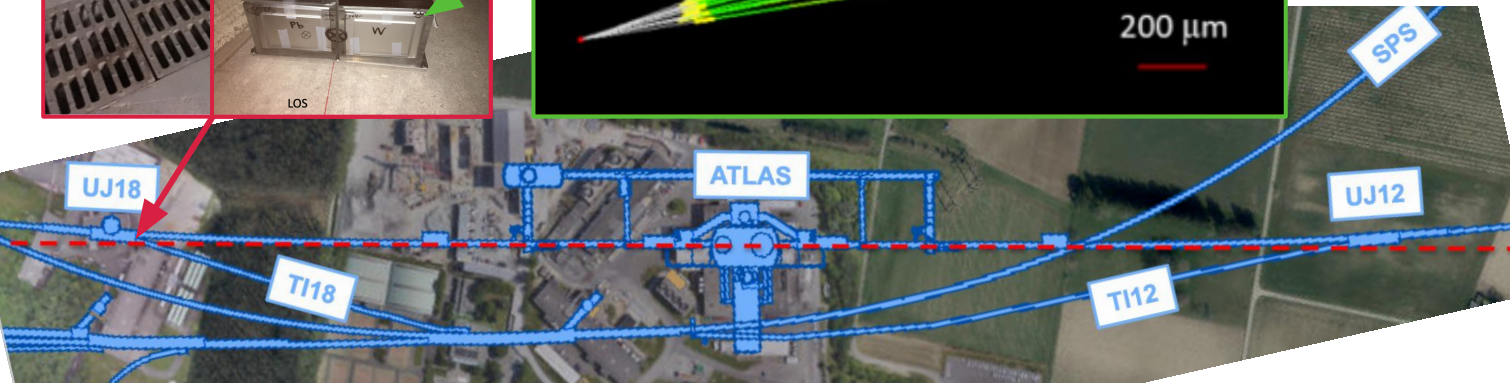 Pb
W
LOS
200 μm
SPS
UJ18
ATLAS
UJ12
TI18
TI12